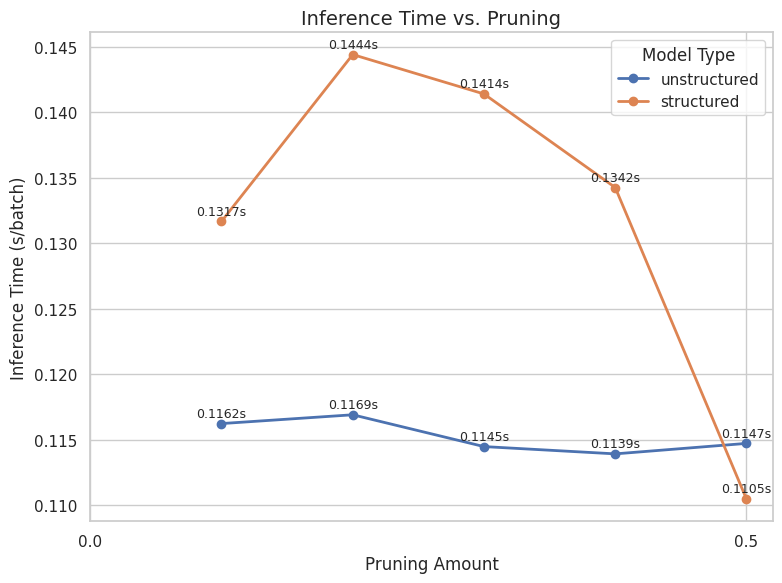 Inference Time vs. Pruning
Model Type
unstructured
structured
Inference Time (s/batch)
0.145
0.140
0.135
0.130
0.125
0.120
0.115
0.110
0.1317s
0.1444s
0.1414s
0.1342s
0.1105s
0.1162s
0.1169s
0.1145s
0.1139s
0.1147s
0.0
0.5
Pruning Amount